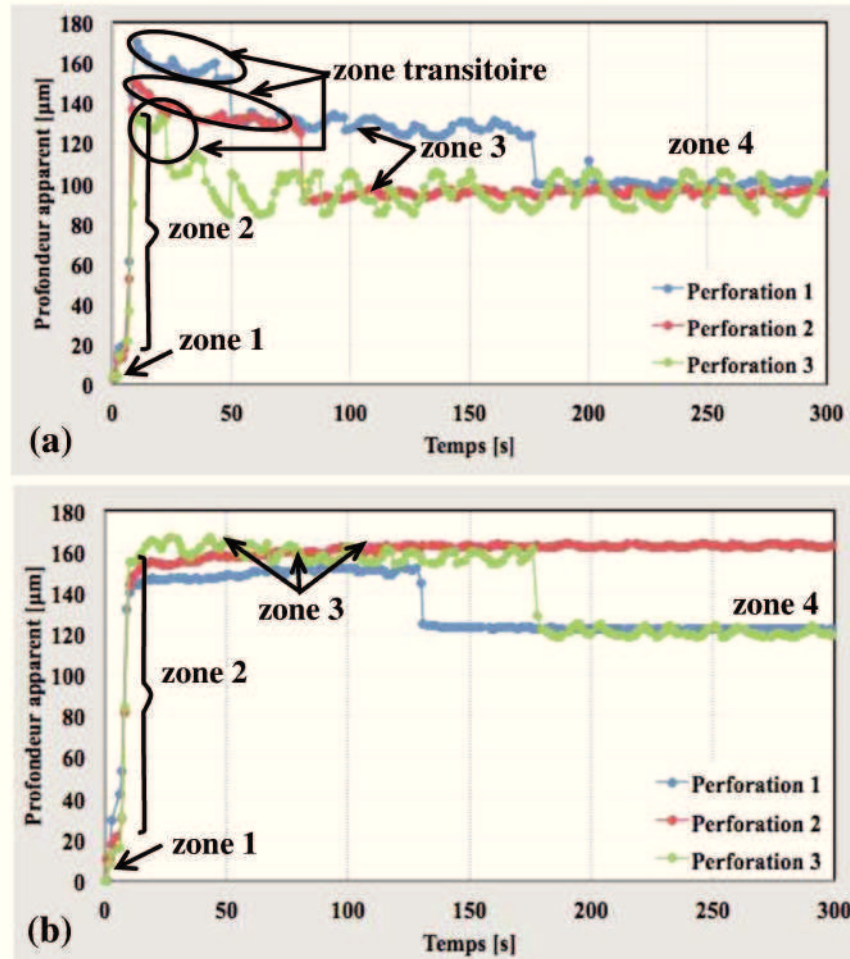 180
160
140
120
100
80
60
40
20
0
Profondeur apparent [µm]
zone transitoire
zone 3
zone 4
zone 2
zone 1
Perforation 1
Perforation 2
Perforation 3
0 50 100 150 200 250 300
Temps [s]
(a)
180
160
140
120
100
80
60
40
20
0
Profondeur apparent [µm]
zone 3
zone 4
zone 2
zone 1
Perforation 1
Perforation 2
Perforation 3
0 50 100 150 200 250 300
Temps [s]
(b)